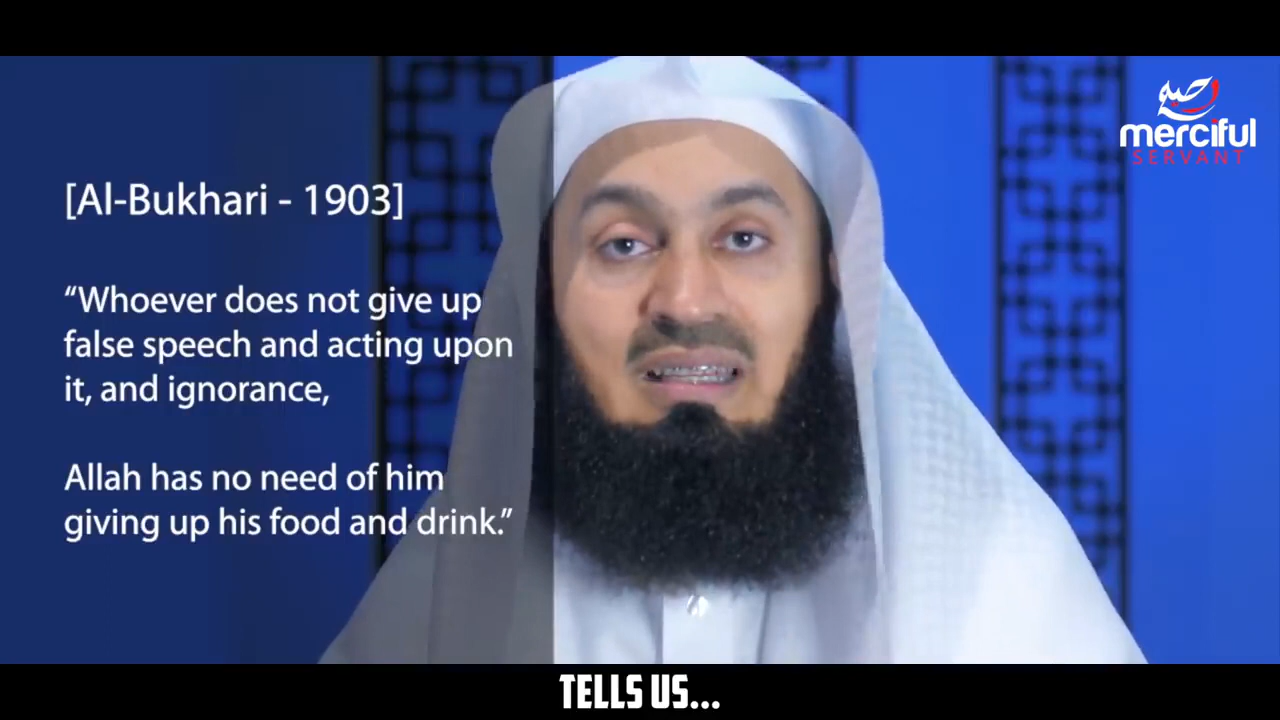 merciful
SERVANT
[Al-Bukhari - 1903]
“Whoever does not give up
false speech and acting upon
it, and ignorance,
Allah has no need of him
giving up his food and drink.”
TELLS US...